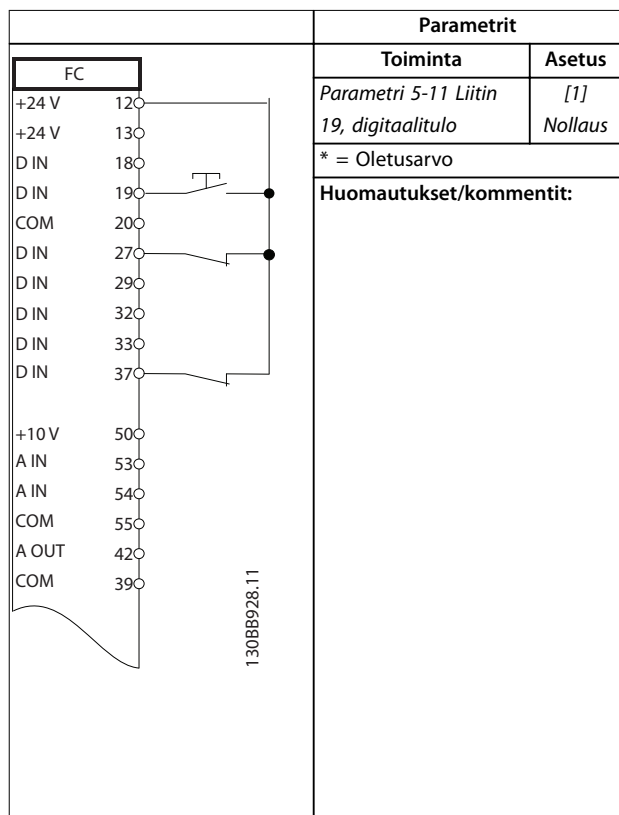 Parametrit
Toiminta Asetus
Parametri 5-11 Liitin [1]
19, digitaalitulo Nollaus
* = Oletusarvo
Huomautukset/kommentit:
FC
+24 V 12
+24 V 13
D IN 18
D IN 19
COM 20
D IN 27
D IN 29
D IN 32
D IN 33
D IN 37
+10 V 50
A IN 53
A IN 54
COM 55
A OUT 42
COM 39
130BB928.11